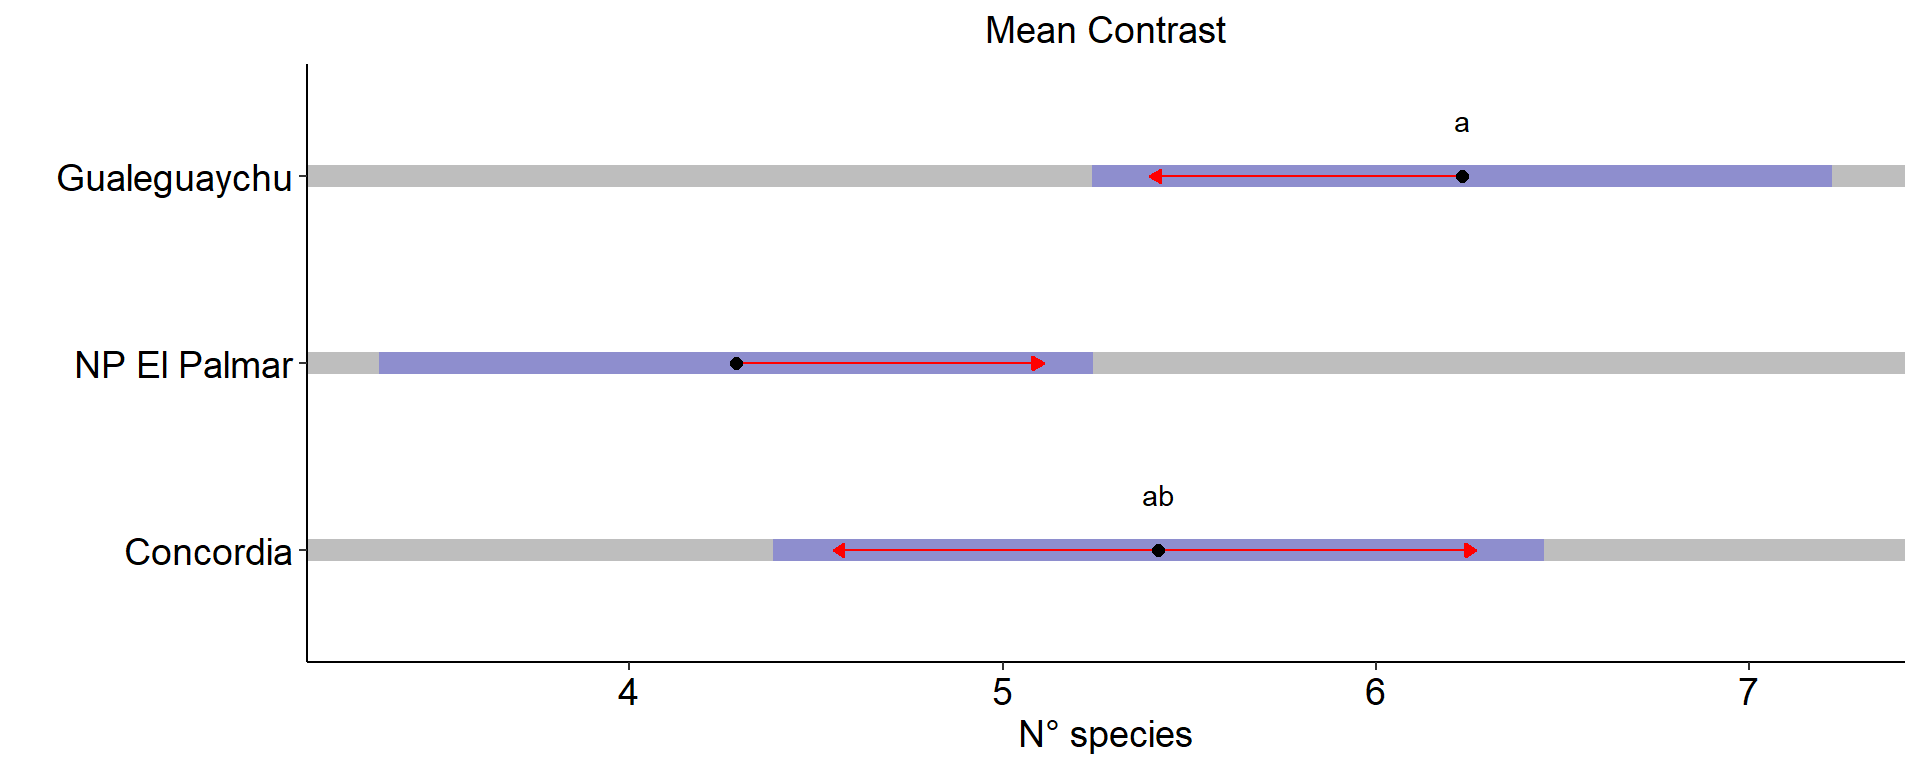 Mean Contrast
a
Gualeguaychu
NP El Palmar
ab
Concordia
4 5 6 7
N° species